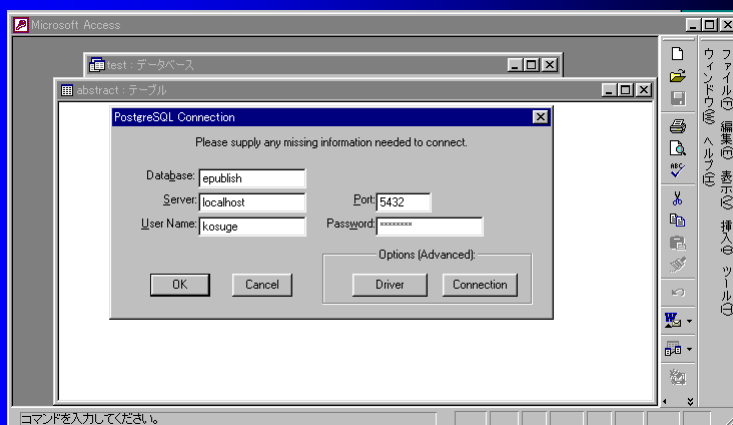 Microsoft Access
test : データベース
abstract : テーブル
PostgreSQL Connection
Please supply any missing information needed to connect.
Database: epublish
Server: localhost
Port: 5432
User Name: kosuge
Password: ********
Options (Advanced):
OK
Cancel
Driver
Connection
ファイル(F) 編集(E) 表示(V) 挿入(I) ツール(T)
ウィンドウ(W) ヘルプ(H)
ABC
W
コマンドを入力してください。